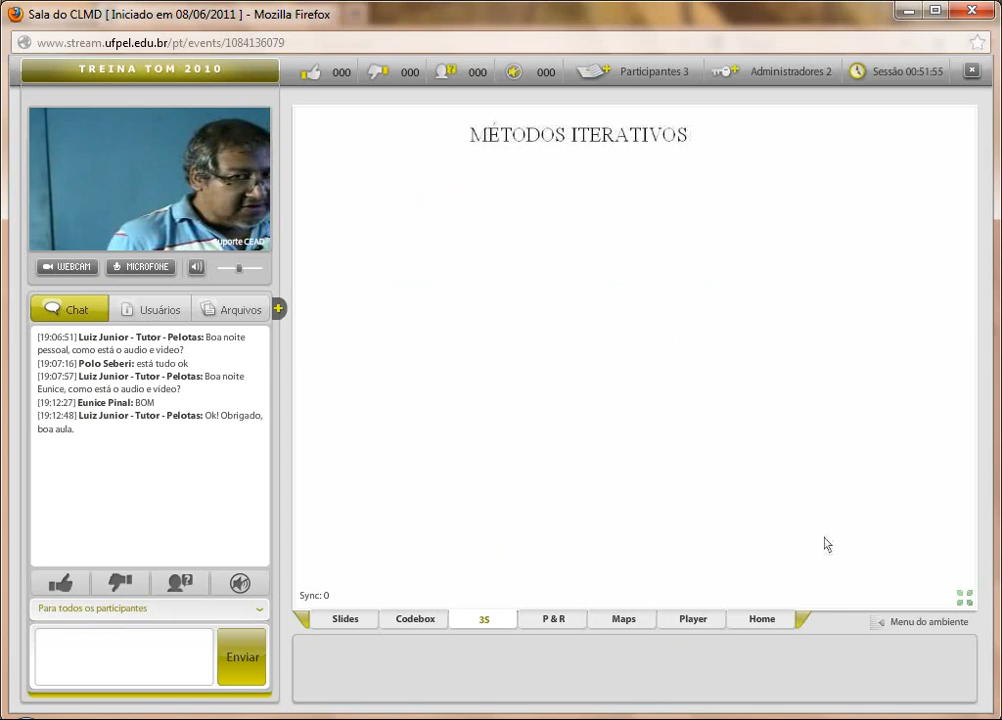 Sala do CLMD [ Iniciado em 08/06/2011 ] - Mozilla Firefox
www.stream.ufpel.edu.br/pt/events/1084136079
TREINA TOM 2010
000
000
000
000
Participantes 3
Administradores 2
Sessão 00:51:55
MÉTODOS ITERATIVOS
Suporte CEAD
WEBCAM
MICROFONE
Chat
Usuários
Arquivos
[19:06:51] Luiz Junior - Tutor - Pelotas: Boa noite
pessoal, como está o audio e video?
[19:07:16] Polo Seberi: está tudo ok
[19:07:57] Luiz Junior - Tutor - Pelotas: Boa noite
Eunice, como está o audio e vídeo?
[19:12:27] Eunice Pinal: BOM
[19:12:48] Luiz Junior - Tutor - Pelotas: Ok! Obrigado,
boa aula.
Para todos os participantes
Enviar
Sync: 0
Slides
Codebox
3S
P & R
Maps
Player
Home
Menu do ambiente